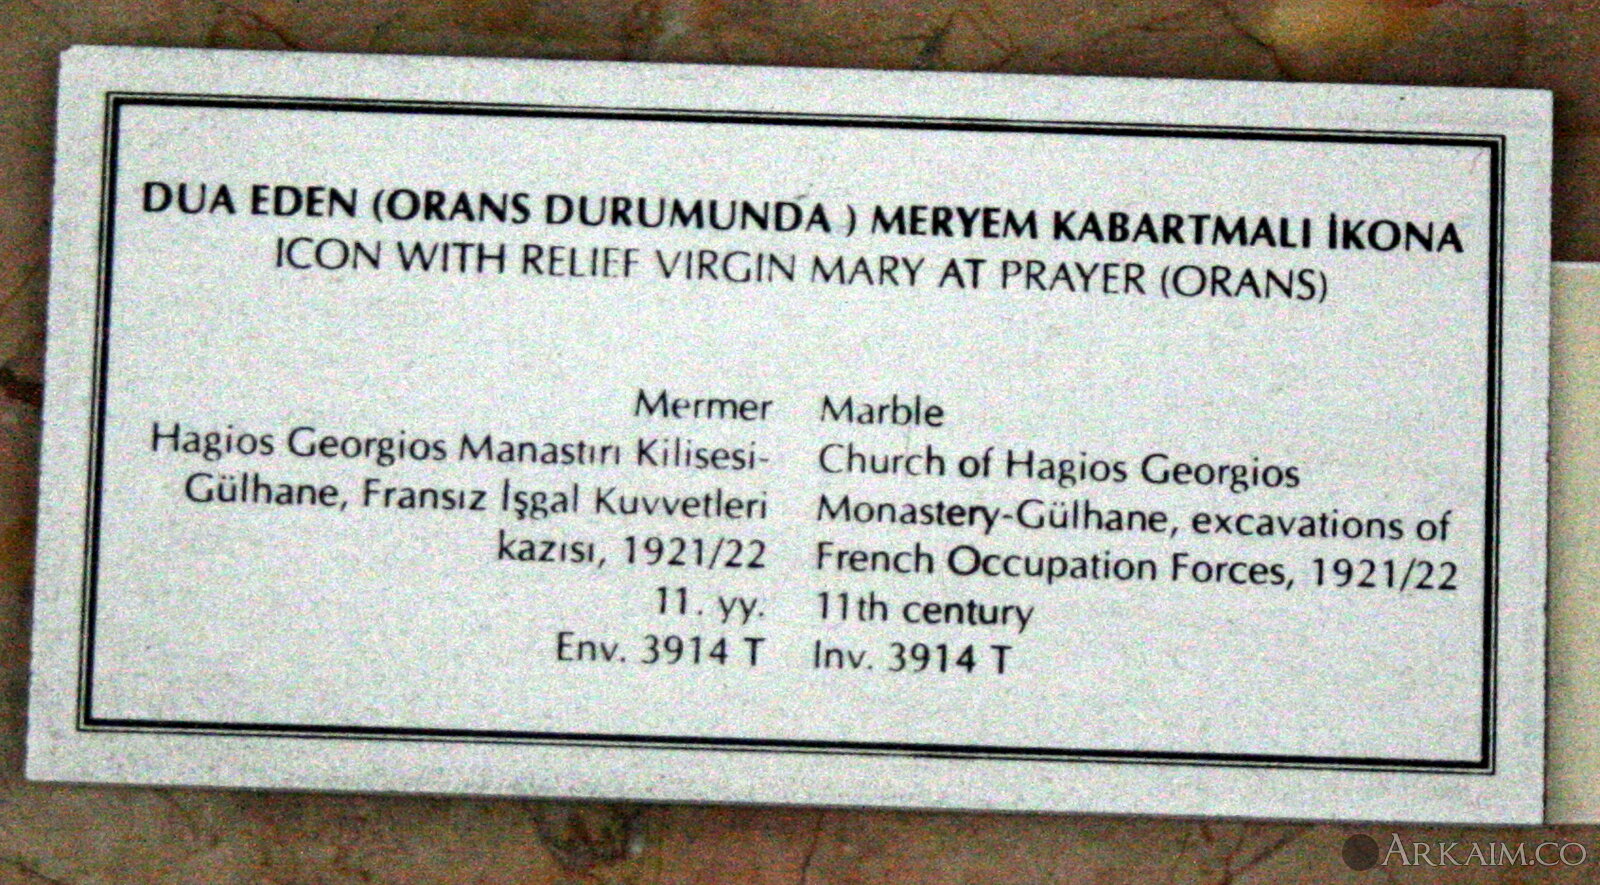 DUA EDEN (ORANS DURUMUNDA ) MERYEM KABARTMALI İKONA
ICON WITH RELIEF VIRGIN MARY AT PRAYER (ORANS)
Mermer
Hagios Georgios Manastırı Kilisesi-
Gülhane, Fransız İşgal Kuvvetleri
kazısı, 1921/22
11. yy.
Env. 3914 T
Marble
Church of Hagios Georgios
Monastery-Gülhane, excavations of
French Occupation Forces, 1921/22
11th century
Inv. 3914 T
ARKAIM.CO